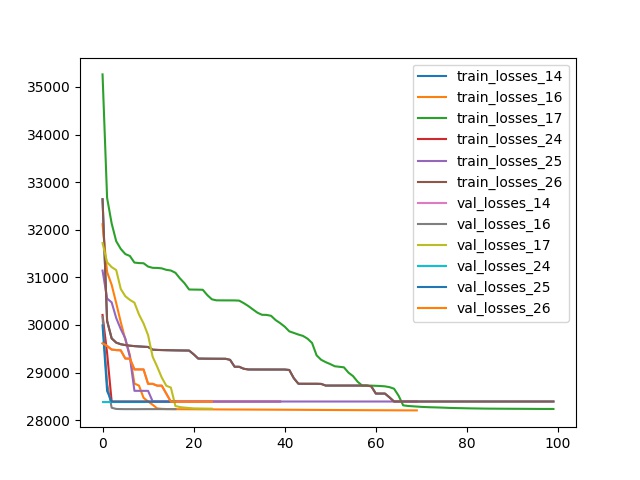 35000
34000
33000
32000
31000
30000
29000
28000
0
20
40
60
80
100
train_losses_14
train_losses_16
train_losses_17
train_losses_24
train_losses_25
train_losses_26
val_losses_14
val_losses_16
val_losses_17
val_losses_24
val_losses_25
val_losses_26